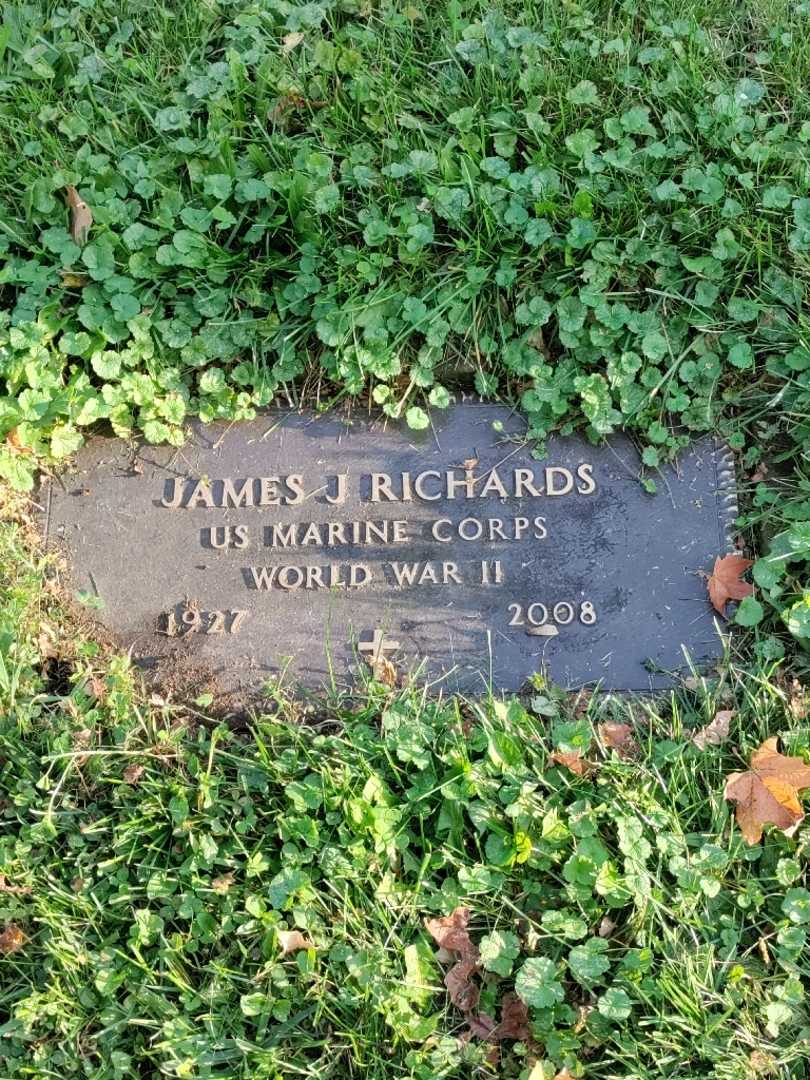 JAMES J RICHARDS
US MARINE CORPS
WORLD WAR II
1927 2008